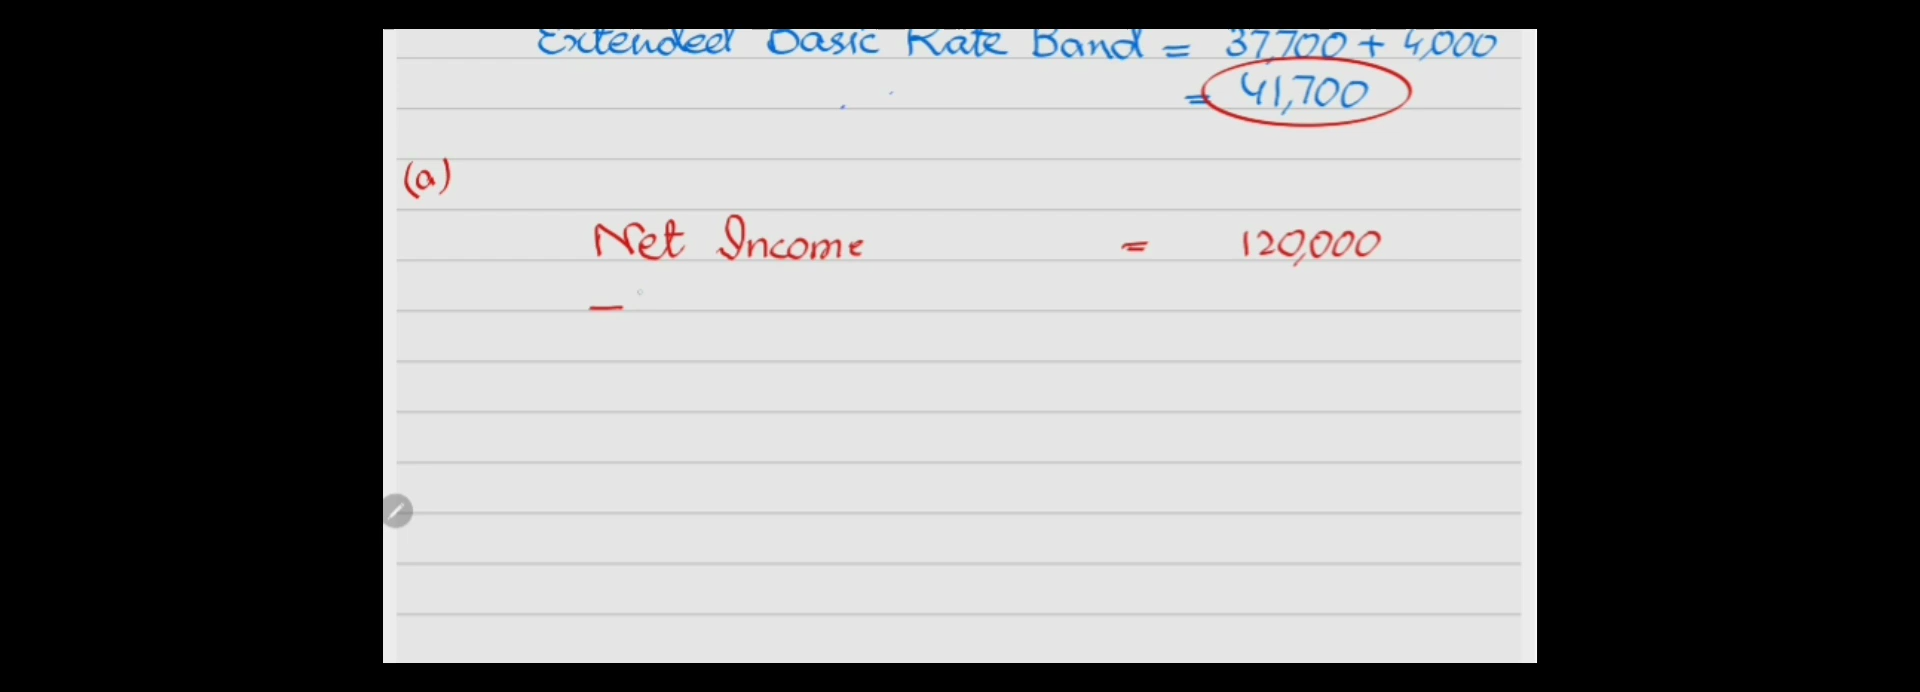 Extended Basic Rate Band = 37,700 + 4,000
= 41,700
(a)
Net Income = 120,000
–